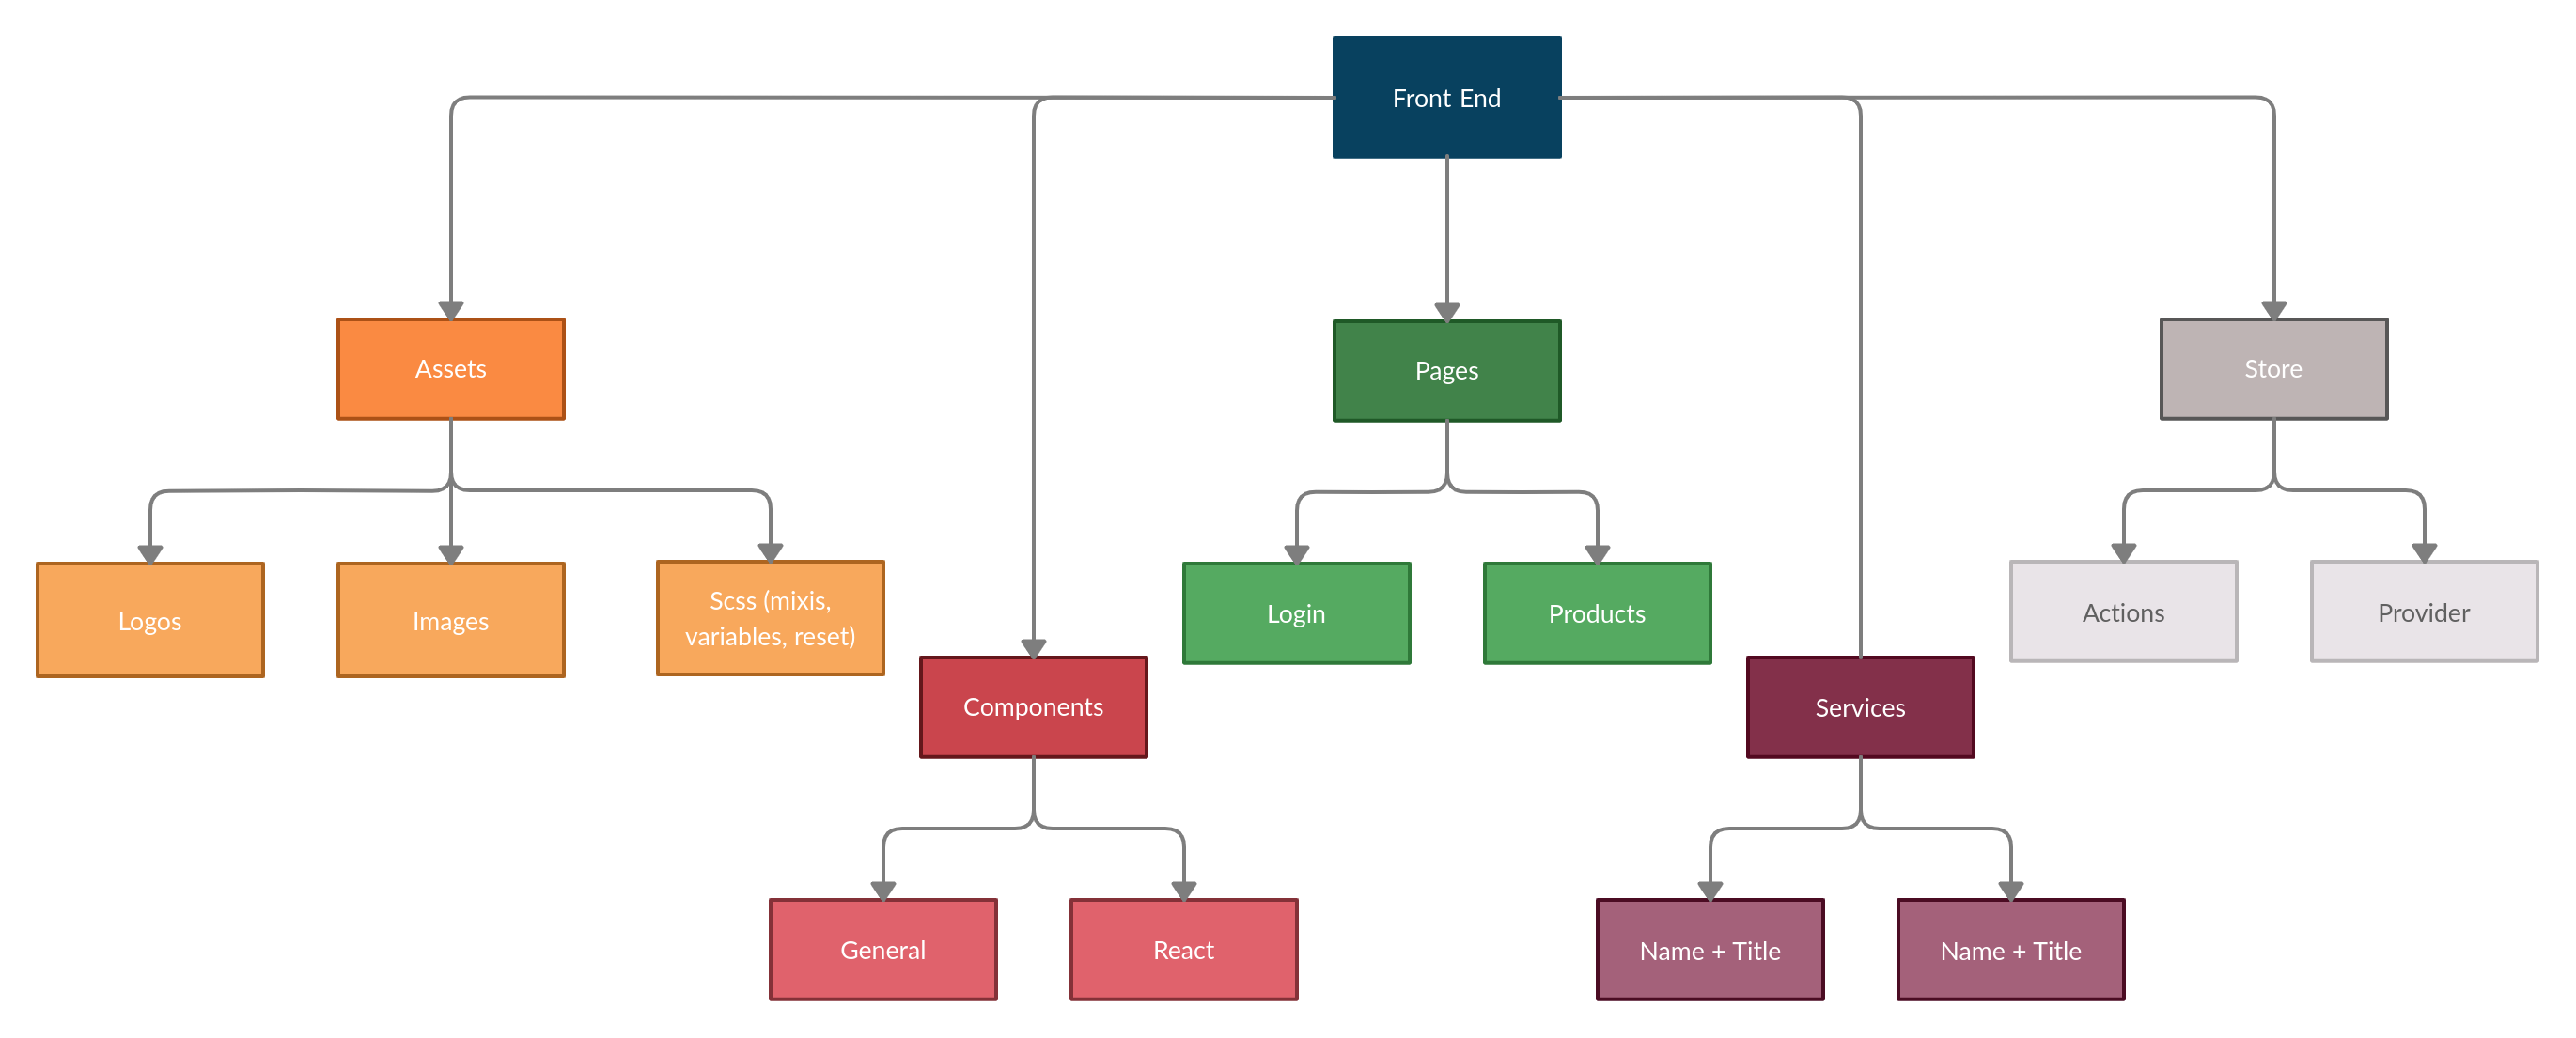 Front End
Assets
Pages
Store
Logos
Images
Scss (mixis,
variables, reset)
Login
Products
Actions
Provider
Components
Services
General
React
Name + Title
Name + Title